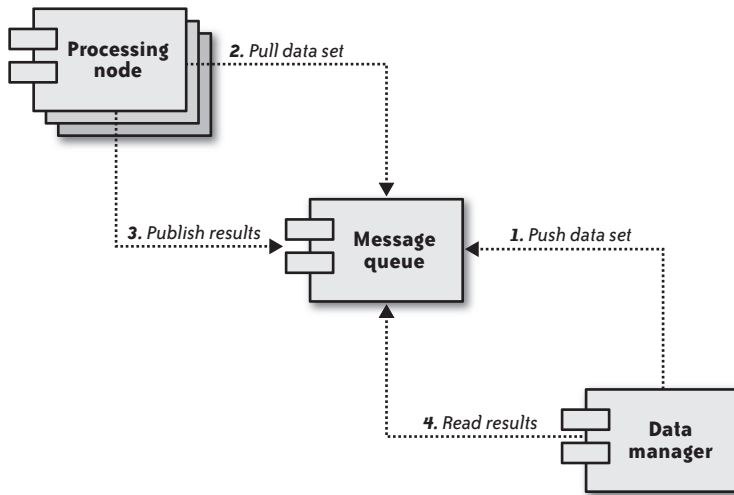 Processing
node
2. Pull data set
3. Publish results
Message
queue
1. Push data set
4. Read results
Data
manager